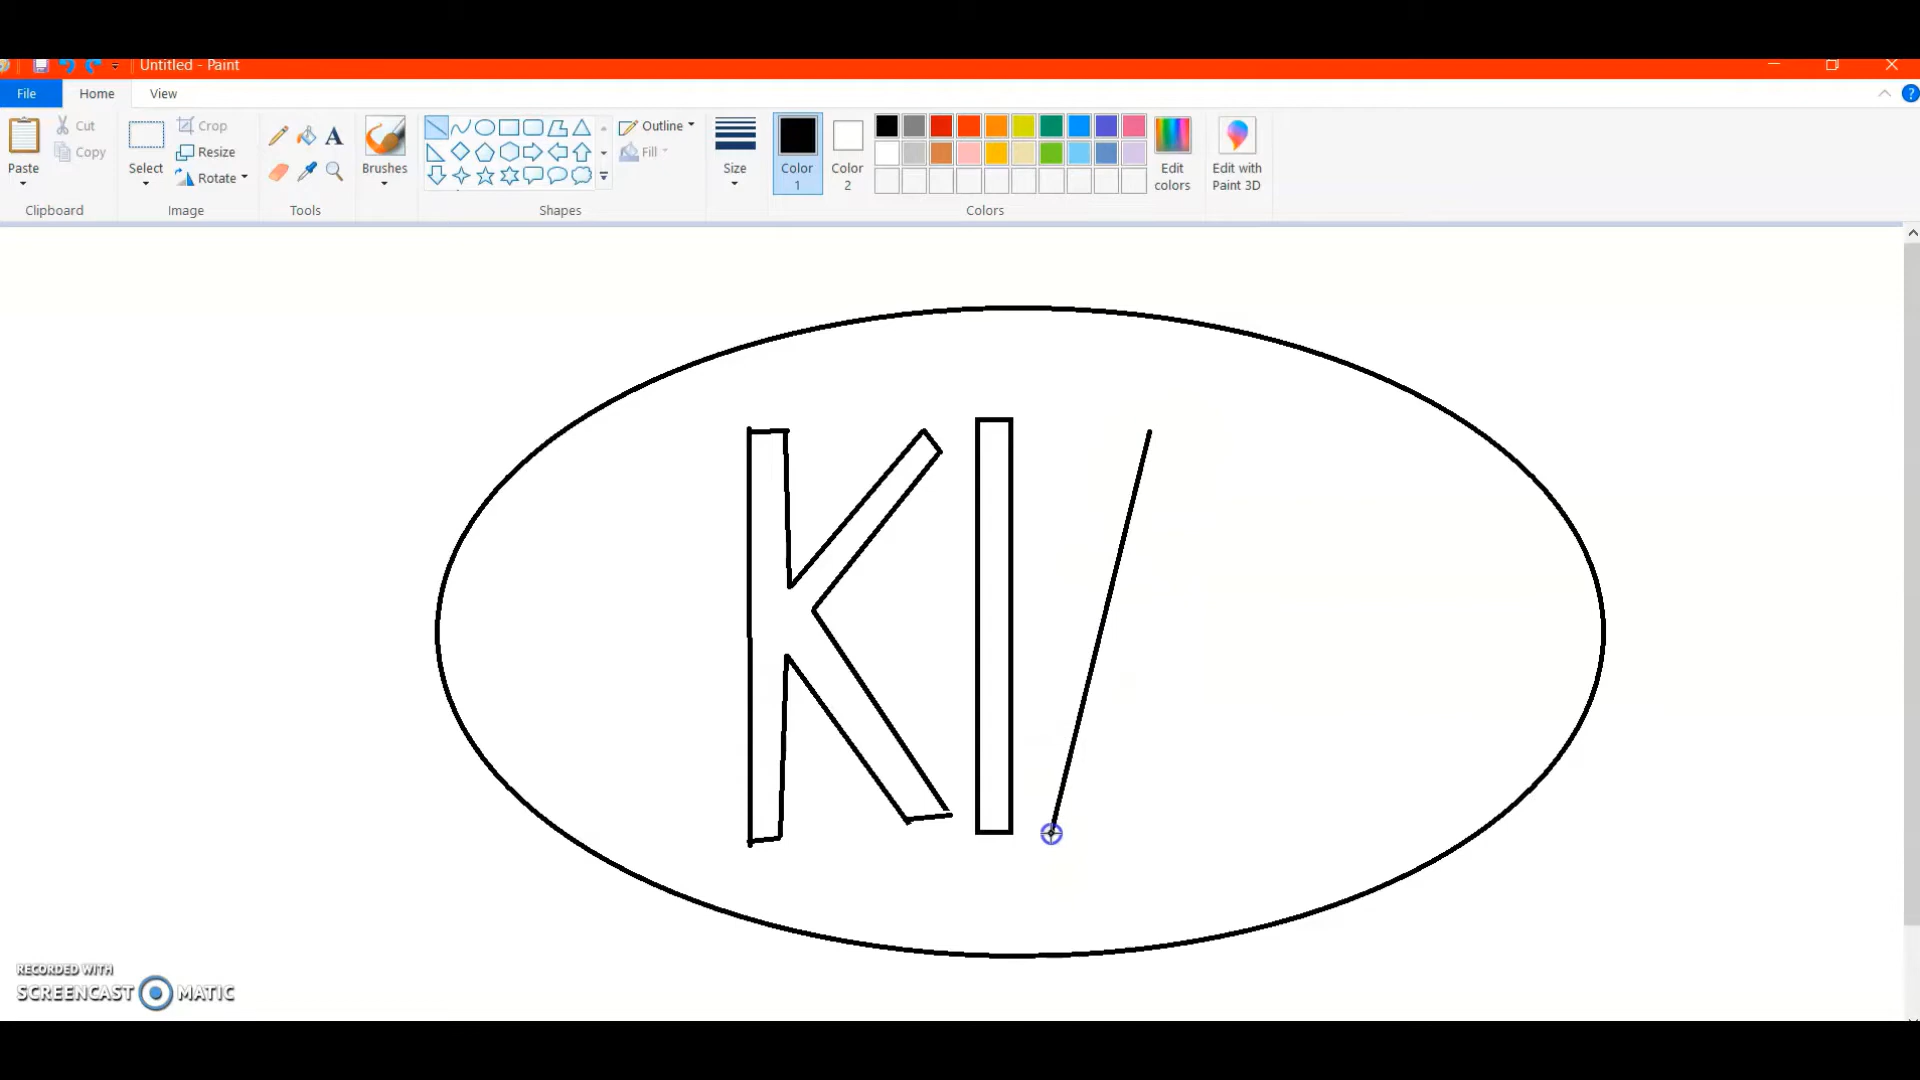 Untitled - Paint
File Home View
Paste
Cut
Copy
Clipboard
Select
Crop
Resize
Rotate
Image
A
Tools
Brushes
Outline
Fill
Shapes
Size
Color 1
Color 2
Edit colors
Colors
Edit with Paint 3D
?
KI
RECORDED WITH
SCREENCAST MATIC